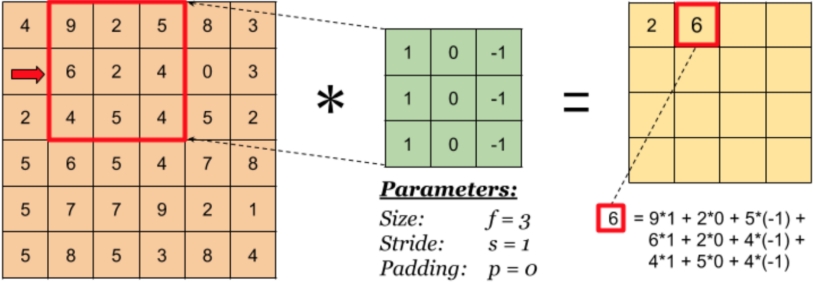 4 9 2 5 8 3
6 2 4 0 3
2 4 5 4 5 2
5 6 5 4 7 8
5 7 7 9 2 1
5 8 5 3 8 4
*
1 0 -1
1 0 -1
1 0 -1
Parameters:
Size: f = 3
Stride: s = 1
Padding: p = 0
=
2 6
6 = 9*1 + 2*0 + 5*(-1) +
6*1 + 2*0 + 4*(-1) +
4*1 + 5*0 + 4*(-1)